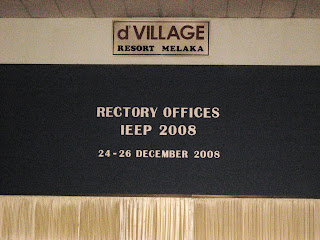 d'VILLAGE
RESORT MELAKA
RECTORY OFFICES
IEEP 2008
24-26 DECEMBER 2008